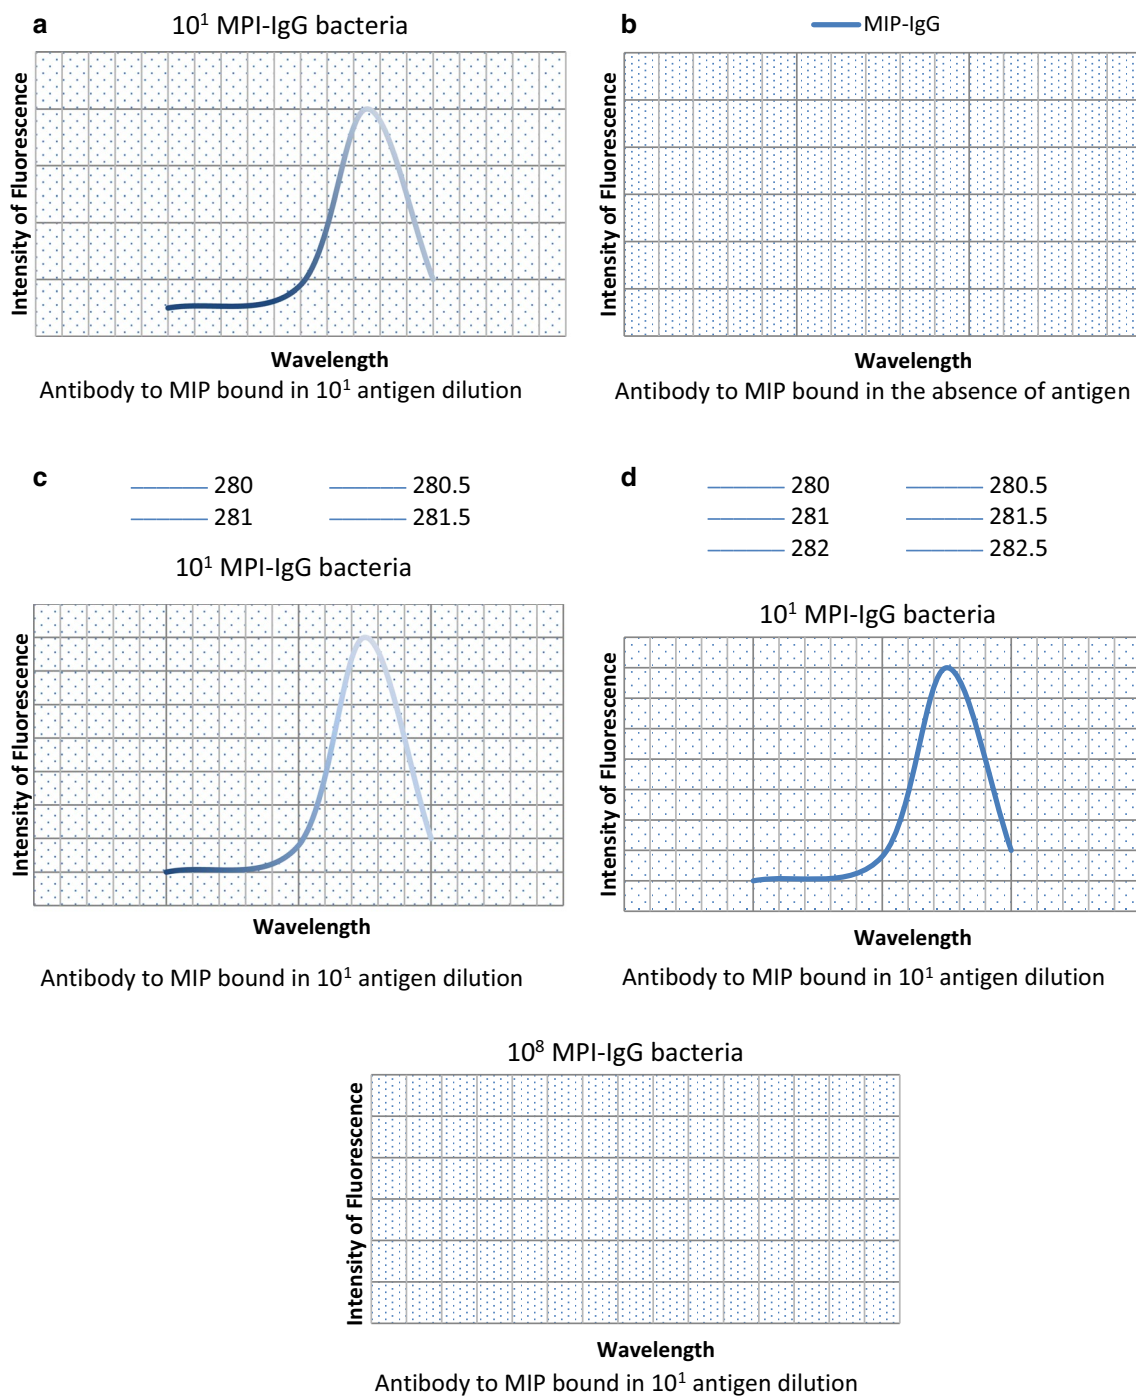 a
10¹ MPI-IgG bacteria
Intensity of Fluorescence
Wavelength
Antibody to MIP bound in 10¹ antigen dilution
b
MIP-IgG
Intensity of Fluorescence
Wavelength
Antibody to MIP bound in the absence of antigen
c
280 280.5
281 281.5
10¹ MPI-IgG bacteria
Intensity of Fluorescence
Wavelength
Antibody to MIP bound in 10¹ antigen dilution
d
280 280.5
281 281.5
282 282.5
10¹ MPI-IgG bacteria
Intensity of Fluorescence
Wavelength
Antibody to MIP bound in 10¹ antigen dilution
10⁸ MPI-IgG bacteria
Intensity of Fluorescence
Wavelength
Antibody to MIP bound in 10¹ antigen dilution